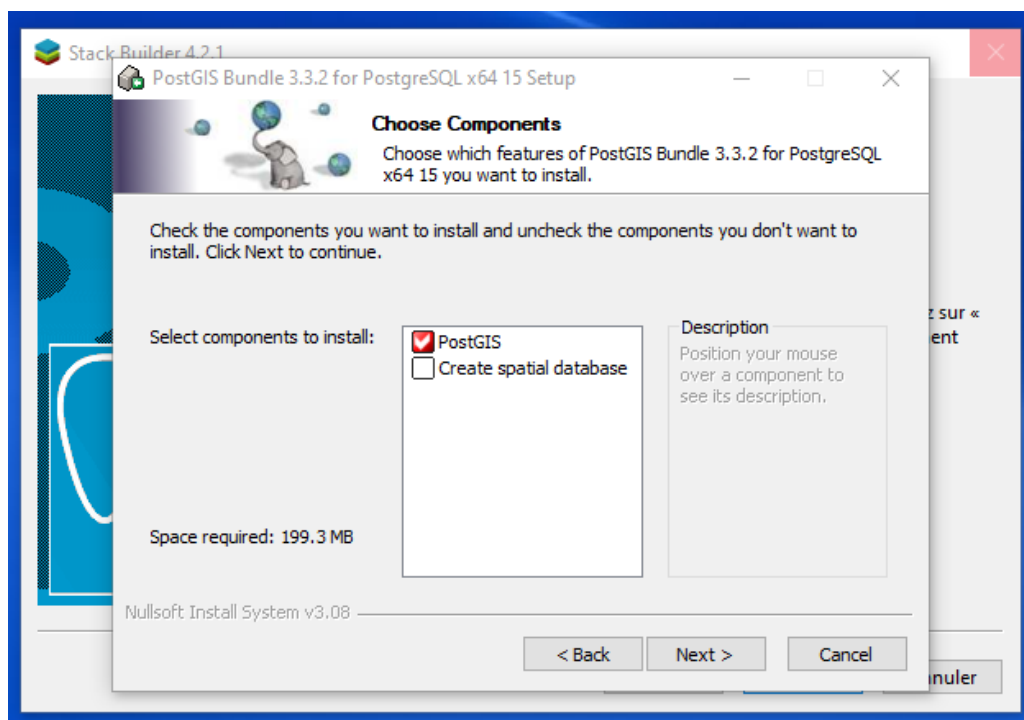 Stack Builder 4.2.1
PostGIS Bundle 3.3.2 for PostgreSQL x64 15 Setup
Choose Components
Choose which features of PostGIS Bundle 3.3.2 for PostgreSQL
x64 15 you want to install.
Check the components you want to install and uncheck the components you don't want to
install. Click Next to continue.
Select components to install:
PostGIS
Create spatial database
Description
Position your mouse
over a component to
see its description.
z sur «
ent
Space required: 199.3 MB
Nullsoft Install System v3.08
< Back
Next >
Cancel
nuler